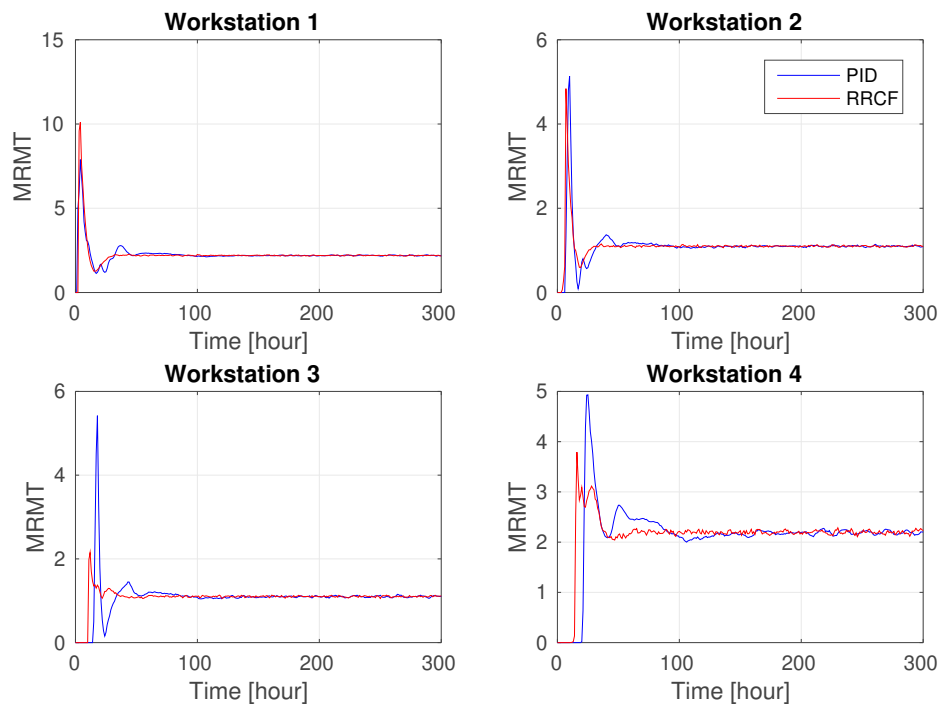 Workstation 1
15
10
5
0
MRMT
0 100 200 300
Time [hour]
Workstation 2
6
4
2
0
MRMT
PID
RRCF
0 100 200 300
Time [hour]
Workstation 3
6
4
2
0
MRMT
0 100 200 300
Time [hour]
Workstation 4
5
4
3
2
1
0
MRMT
0 100 200 300
Time [hour]